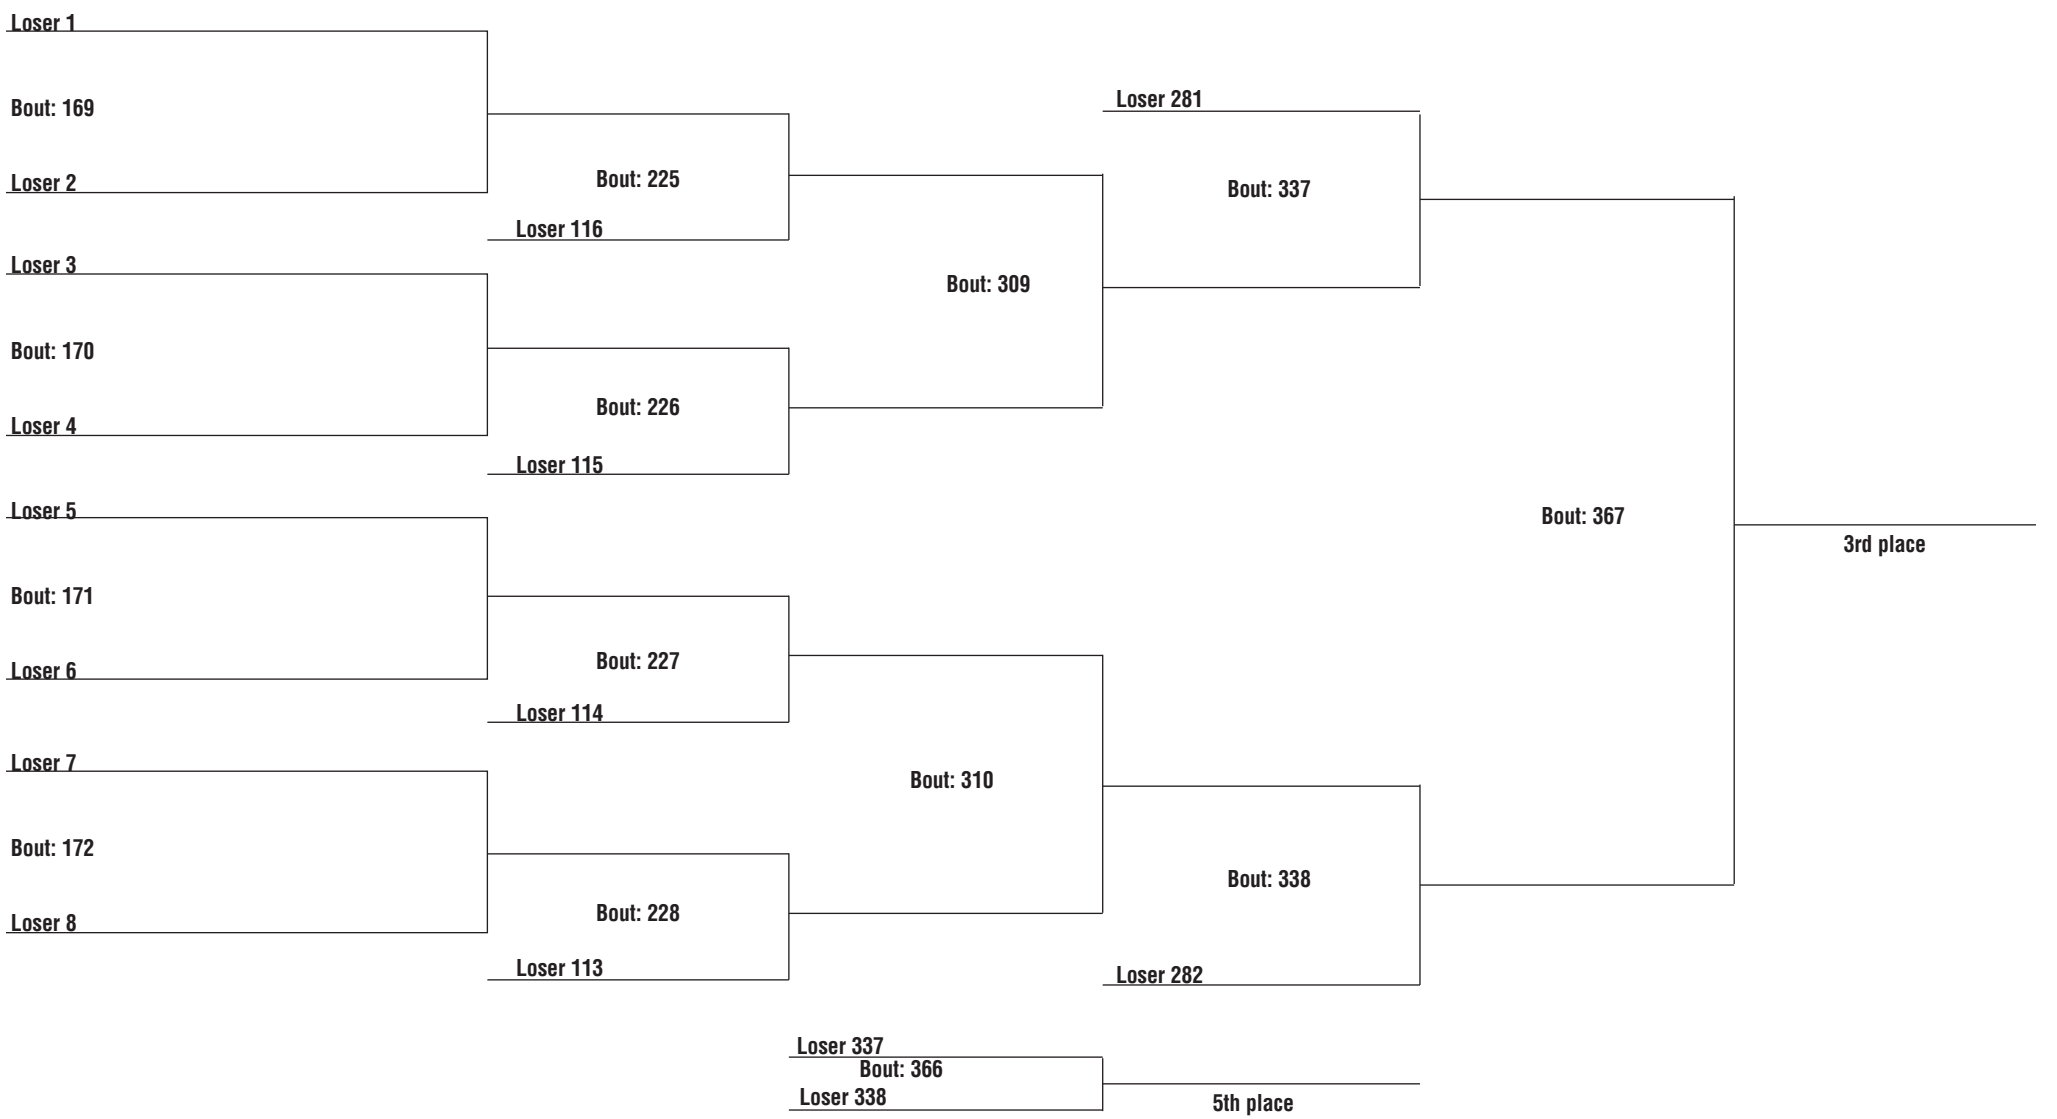 Loser 1
Bout: 169
Loser 2
Bout: 225
Loser 116
Loser 3
Bout: 170
Loser 4
Bout: 226
Loser 115
Bout: 309
Loser 281
Bout: 337
Loser 5
Bout: 171
Loser 6
Bout: 227
Loser 114
Loser 7
Bout: 172
Loser 8
Bout: 228
Loser 113
Bout: 310
Bout: 338
Loser 282
Bout: 367
3rd place
Loser 337
Bout: 366
Loser 338
5th place